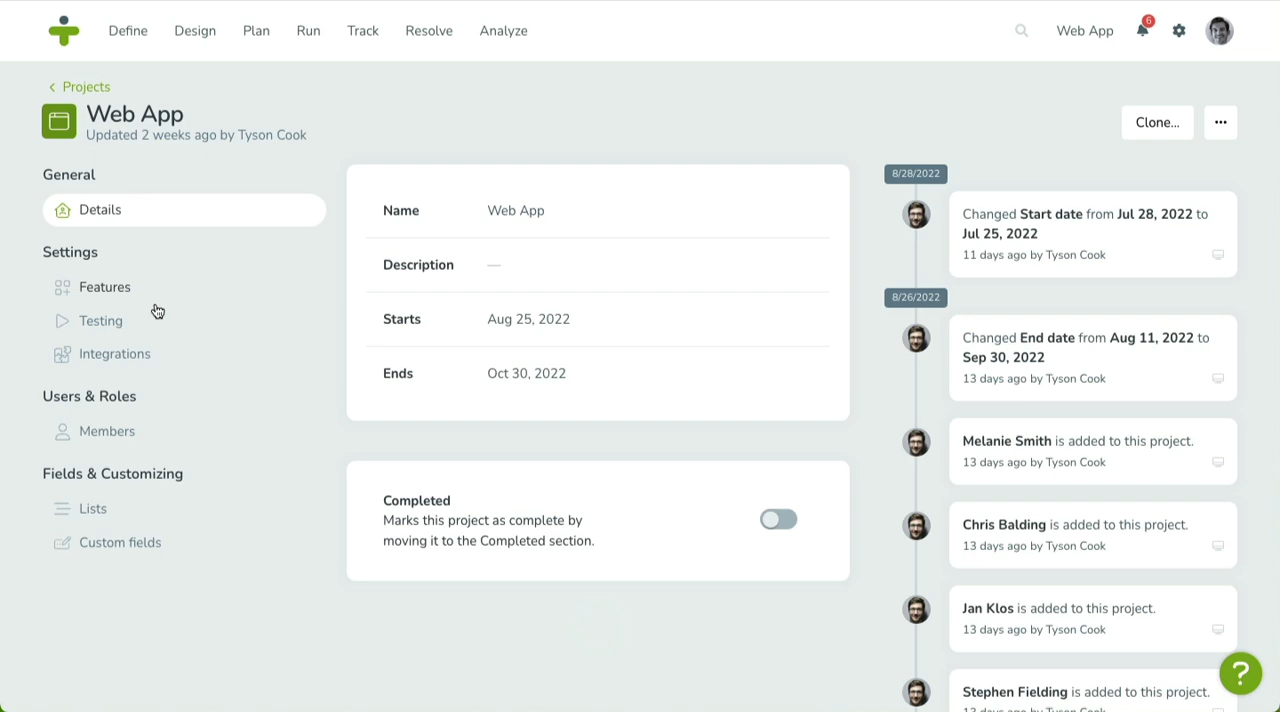 Define Design Plan Run Track Resolve Analyze Web App 6
Projects
Web App
Updated 2 weeks ago by Tyson Cook
Clone... ...
General
Details
Settings
Features
Testing
Integrations
Users & Roles
Members
Fields & Customizing
Lists
Custom fields
Name Web App
Description —
Starts Aug 25, 2022
Ends Oct 30, 2022
Completed
Marks this project as complete by
moving it to the Completed section.
8/28/2022
Changed Start date from Jul 28, 2022 to
Jul 25, 2022
11 days ago by Tyson Cook
8/26/2022
Changed End date from Aug 11, 2022 to
Sep 30, 2022
13 days ago by Tyson Cook
Melanie Smith is added to this project.
13 days ago by Tyson Cook
Chris Balding is added to this project.
13 days ago by Tyson Cook
Jan Klos is added to this project.
13 days ago by Tyson Cook
Stephen Fielding is added to this project.
13 days ago by Tyson Cook
?